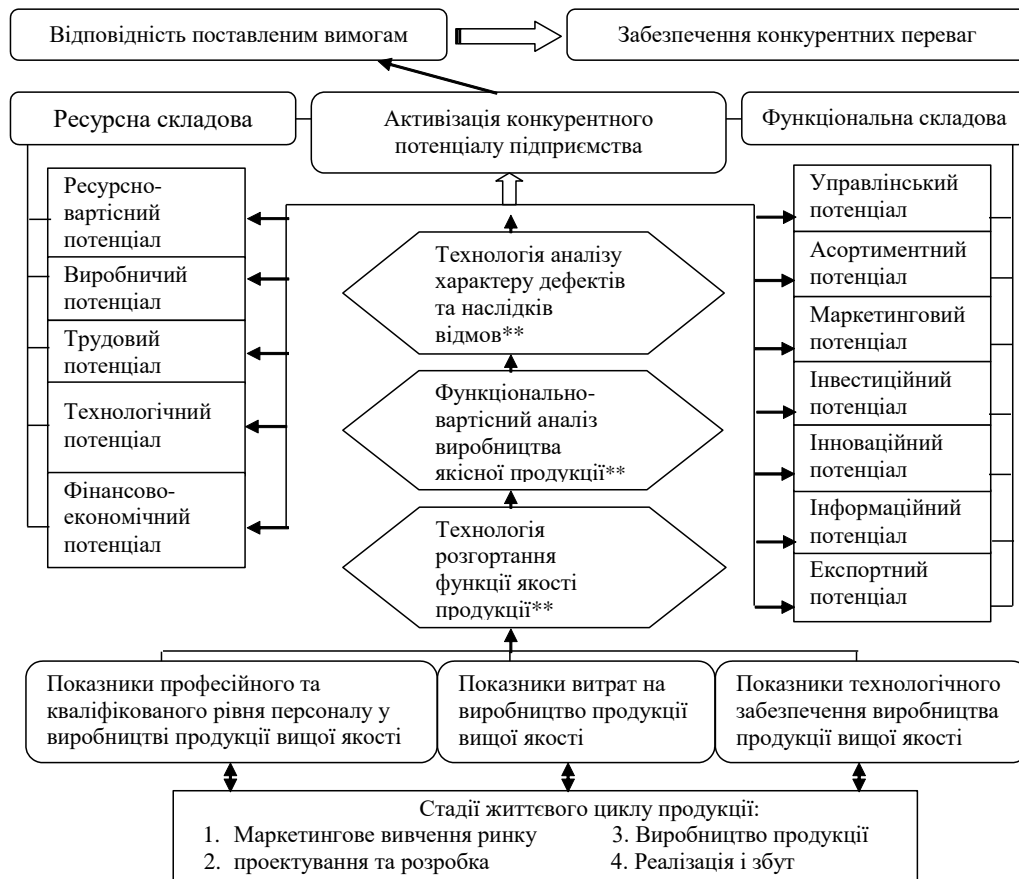 Відповідність поставленим вимогам
Забезпечення конкурентних переваг
Ресурсна складова
Активізація конкурентного
потенціалу підприємства
Функціональна складова
Ресурсно-
вартісний
потенціал
Виробничий
потенціал
Трудовий
потенціал
Технологічний
потенціал
Фінансово-
економічний
потенціал
Технологія аналізу
характеру дефектів
та наслідків
відмов**
Функціонально-
вартісний аналіз
виробництва
якісної продукції**
Технологія
розгортання
функції якості
продукції**
Управлінський
потенціал
Асортиментний
потенціал
Маркетинговий
потенціал
Інвестиційний
потенціал
Інноваційний
потенціал
Інформаційний
потенціал
Експортний
потенціал
Показники професійного та
кваліфікованого рівня персоналу у
виробництві продукції вищої якості
Показники витрат на
виробництво продукції
вищої якості
Показники технологічного
забезпечення виробництва
продукції вищої якості
Стадії життєвого циклу продукції:
1. Маркетингове вивчення ринку
3. Виробництво продукції
2. проектування та розробка
4. Реалізація і збут